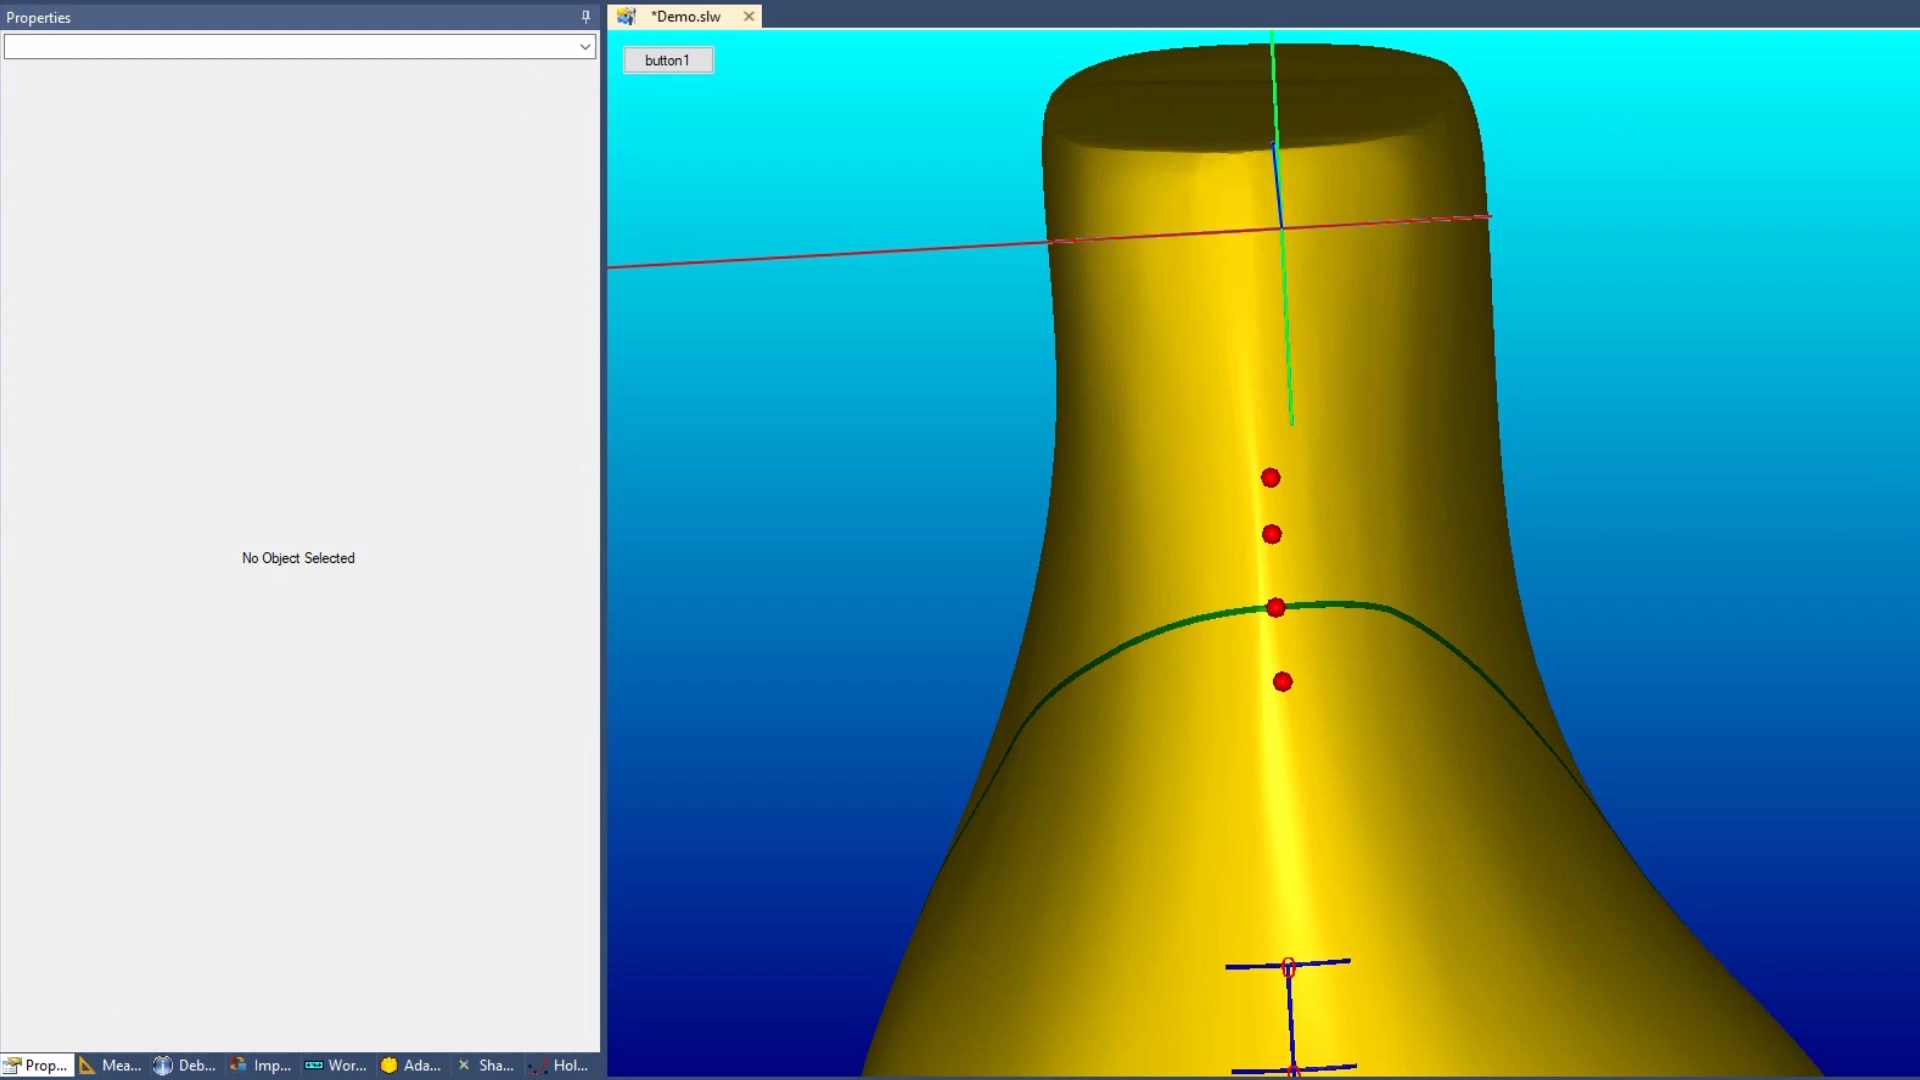 Properties
*Demo.slw
button1
No Object Selected
Prop...
Mea...
Deb...
Imp...
Wor...
Ada...
Sha...
Hol...